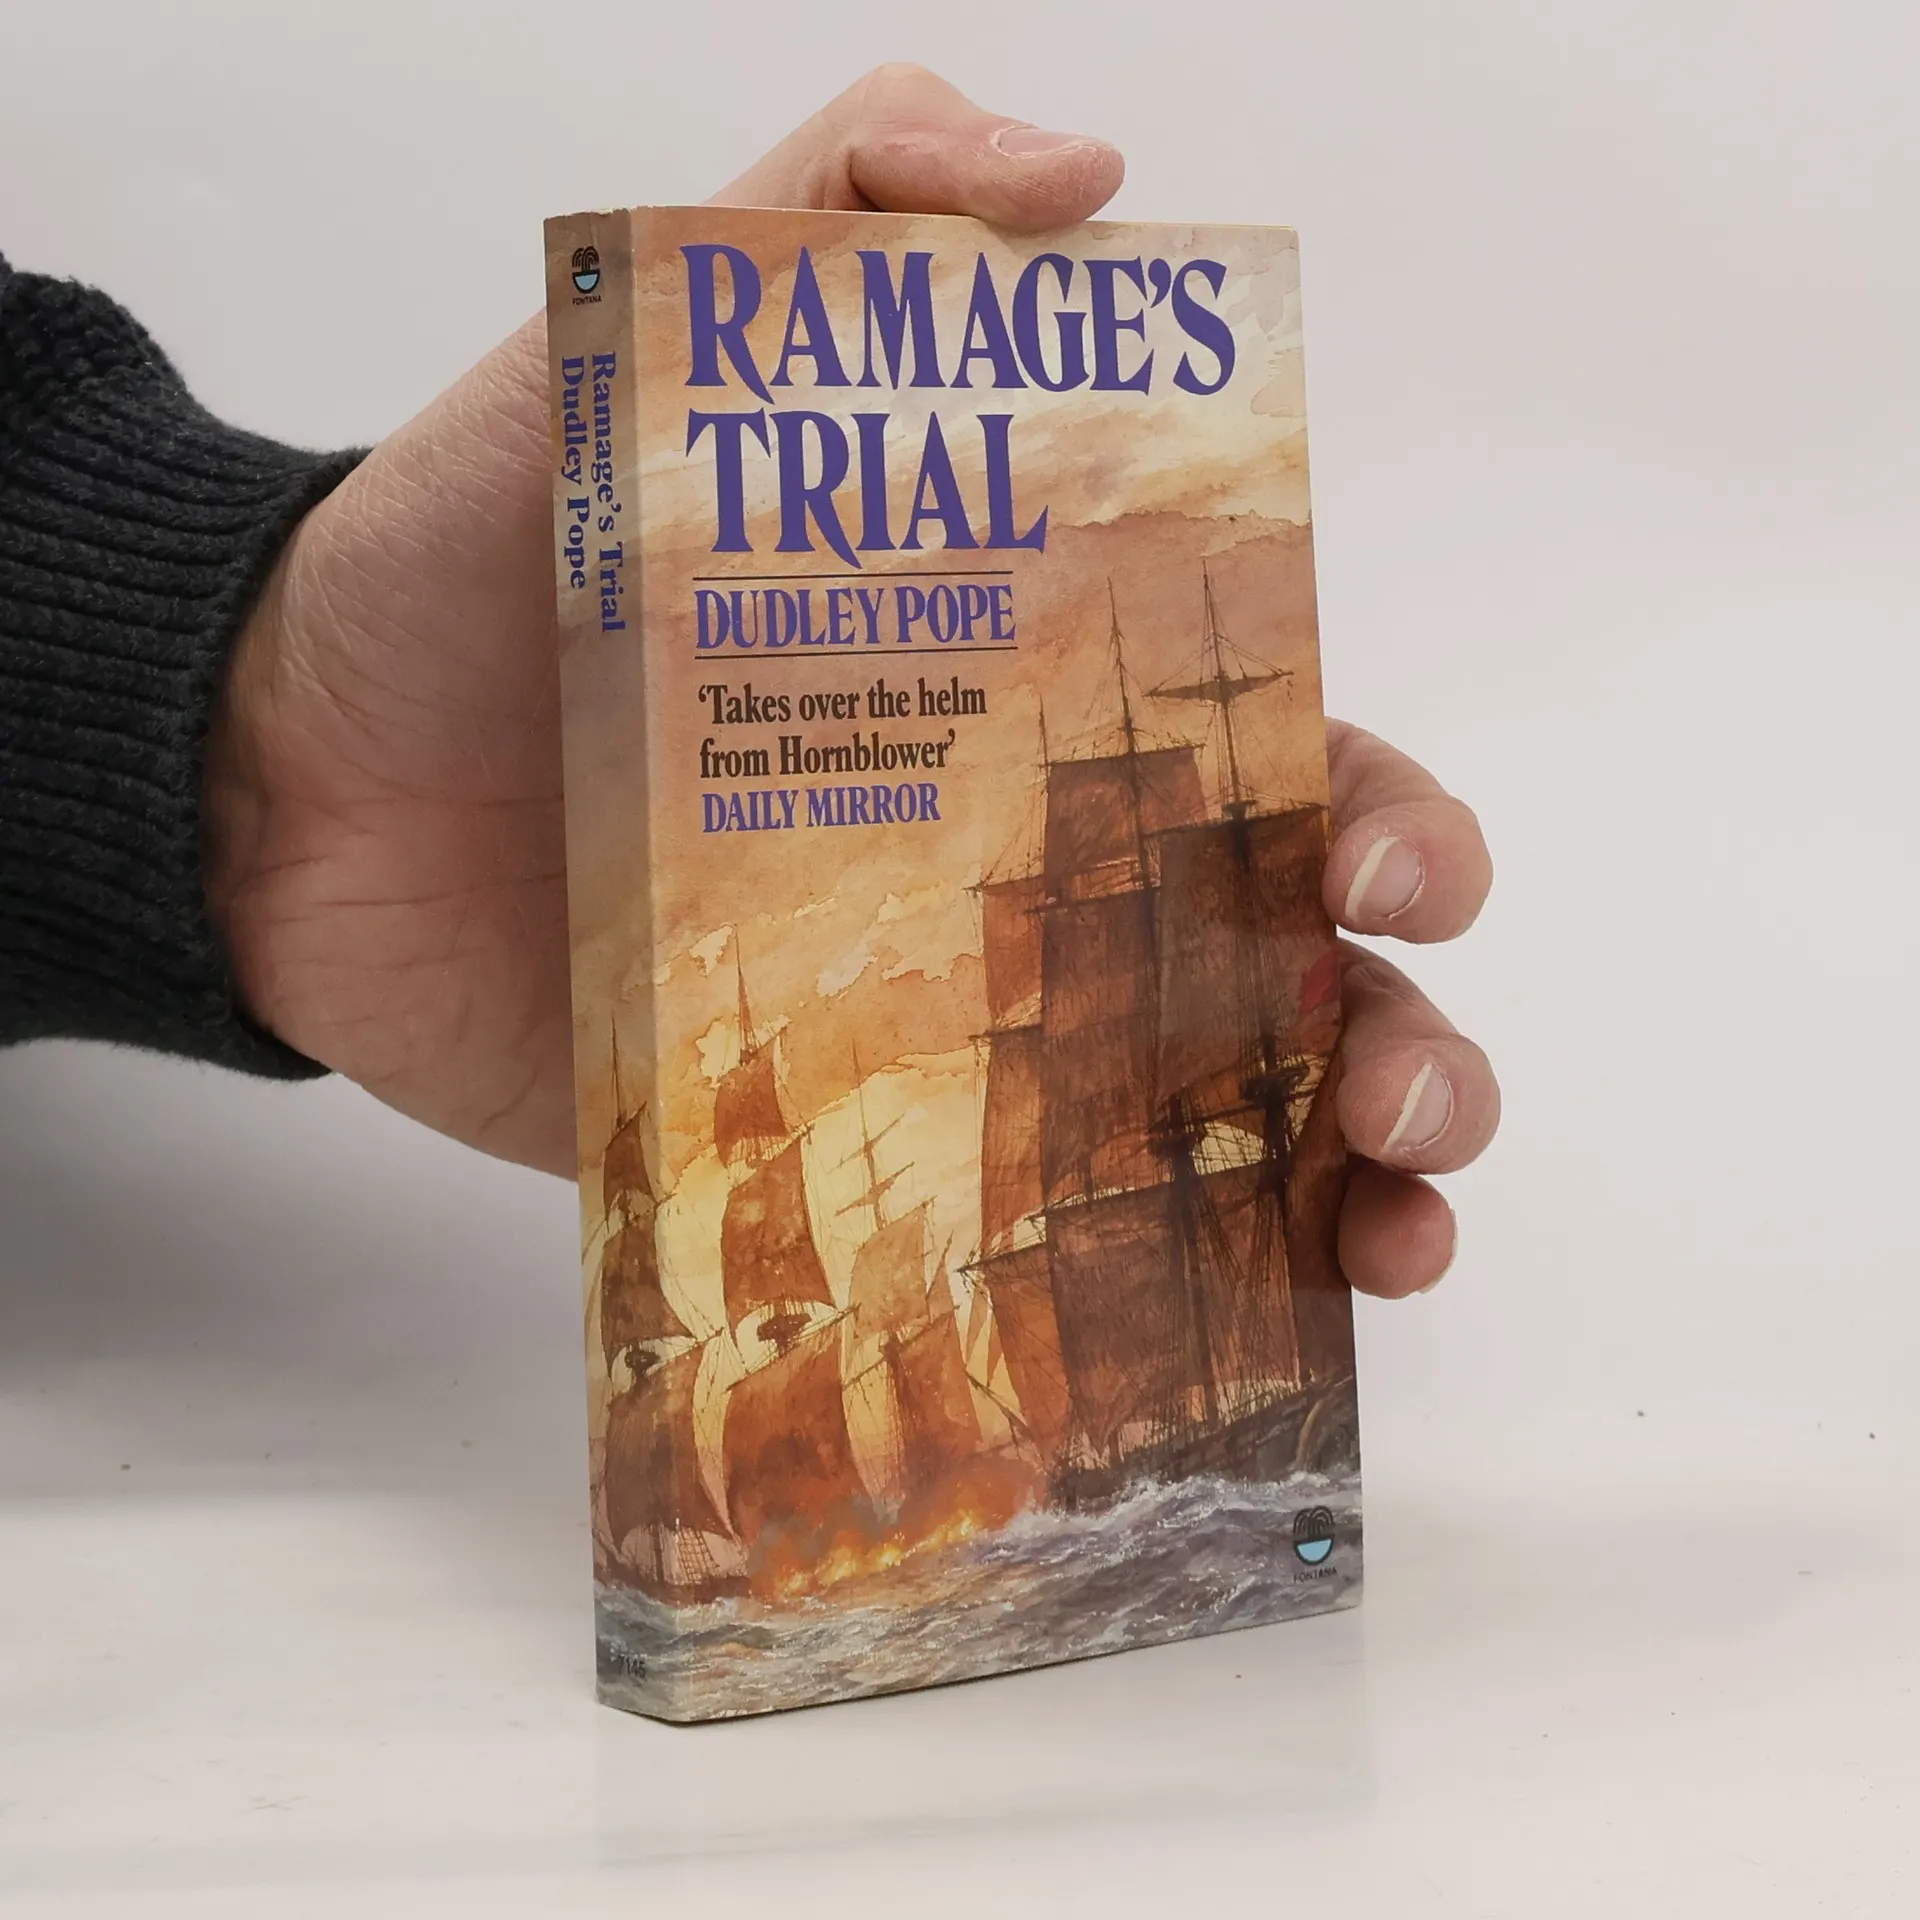 FONTANA
Ramage's Trial
Dudley Pope
RAMAGE'S
TRIAL
DUDLEY POPE
‘Takes over the helm
from Hornblower’
DAILY MIRROR
FONTANA
7145